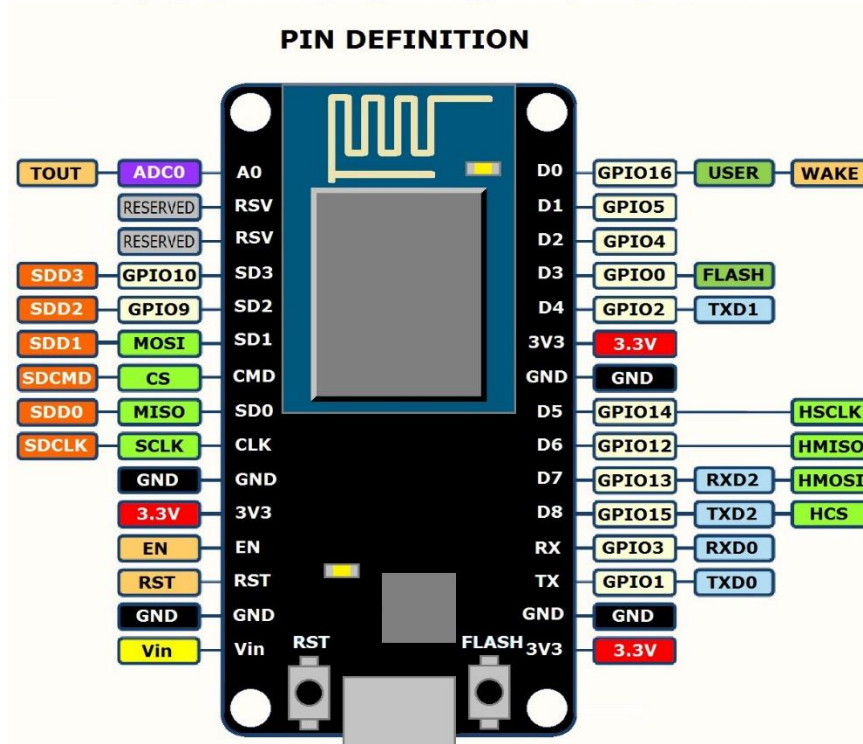 PIN DEFINITION
TOUT ADC0 A0 D0 GPIO16 USER WAKE
RESERVED RSV D1 GPIO5
RESERVED RSV D2 GPIO4
SDD3 GPIO10 SD3 D3 GPIO0 FLASH
SDD2 GPIO9 SD2 D4 GPIO2 TXD1
SDD1 MOSI SD1 3V3 3.3V
SDCMD CS CMD GND GND
SDD0 MISO SD0 D5 GPIO14 HSCLK
SDCLK SCLK CLK D6 GPIO12 HMISO
GND GND D7 GPIO13 RXD2 HMOSI
3.3V 3V3 D8 GPIO15 TXD2 HCS
EN EN RX GPIO3 RXD0
RST RST TX GPIO1 TXD0
GND GND GND GND
Vin Vin RST FLASH 3V3 3.3V